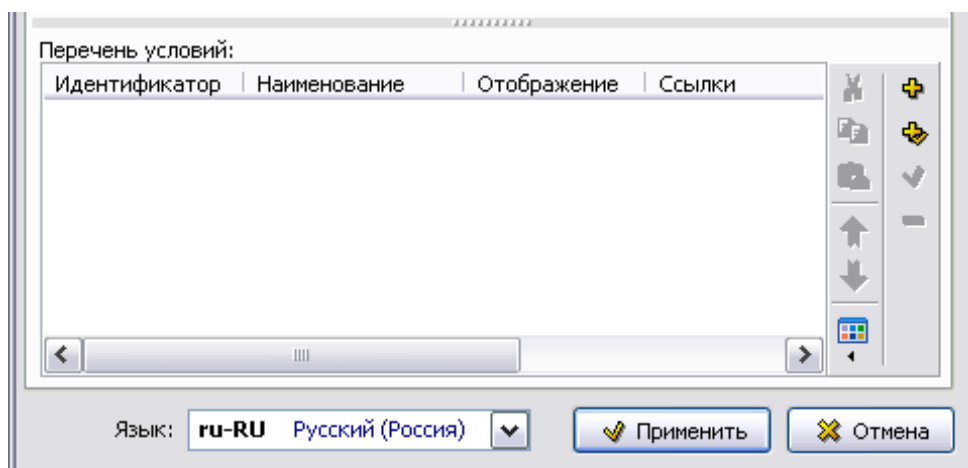 Перечень условий:
Идентификатор Наименование Отображение Ссылки
Язык: ru-RU Русский (Россия) Применить Отмена